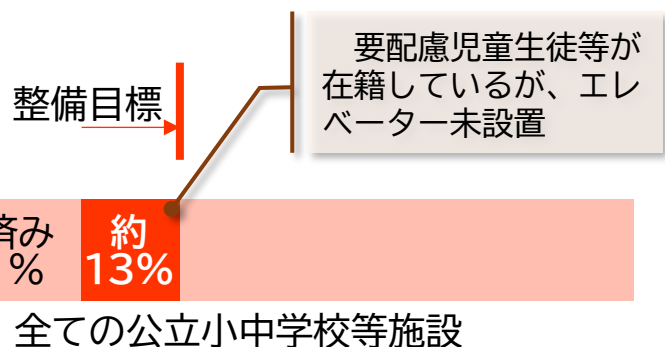 要配慮児童生徒等が
在籍しているが、エレ
ベーター未設置
整備目標
済み
%
約
13%
全ての公立小中学校等施設